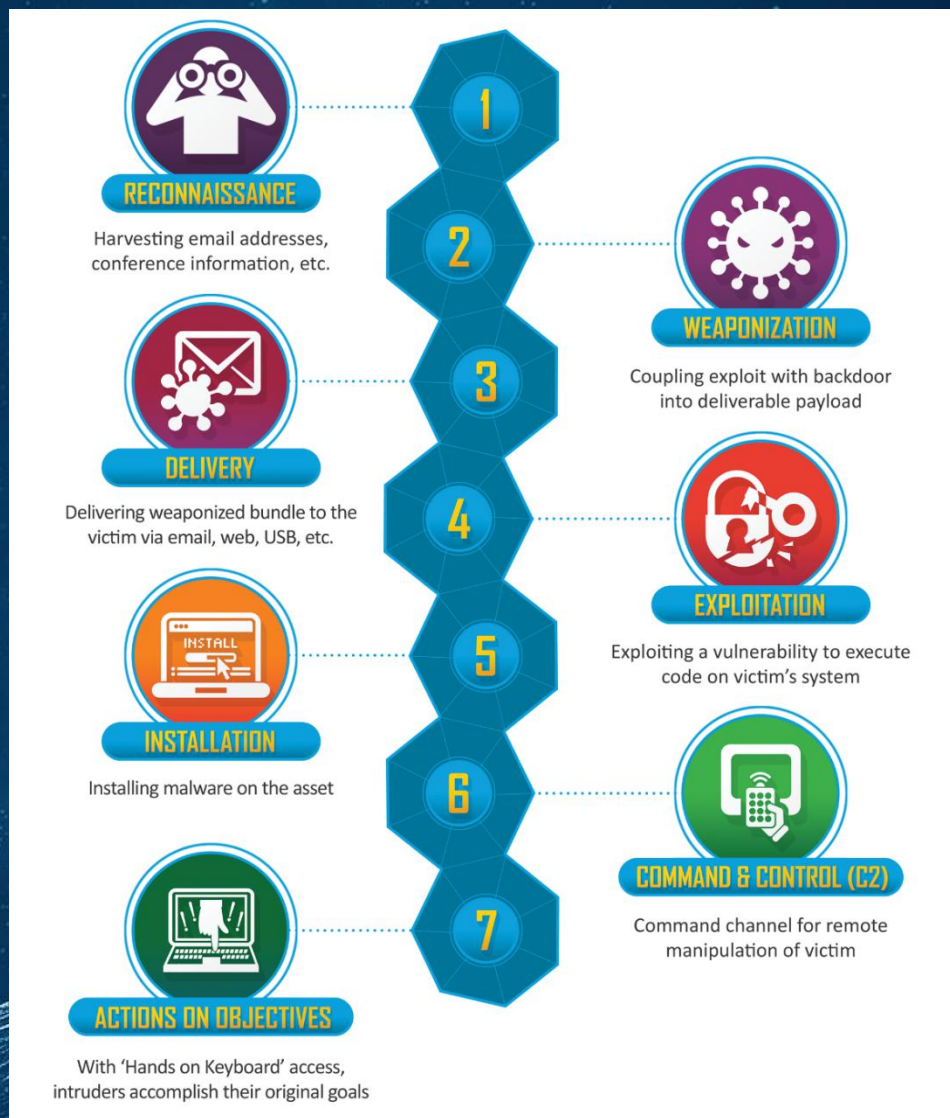 1
RECONNAISSANCE
Harvesting email addresses,
conference information, etc.
2
WEAPONIZATION
Coupling exploit with backdoor
into deliverable payload
3
DELIVERY
Delivering weaponized bundle to the
victim via email, web, USB, etc.
4
EXPLOITATION
Exploiting a vulnerability to execute
code on victim’s system
5
INSTALL
INSTALLATION
Installing malware on the asset
6
COMMAND & CONTROL (C2)
Command channel for remote
manipulation of victim
7
ACTIONS ON OBJECTIVES
With ‘Hands on Keyboard’ access,
intruders accomplish their original goals